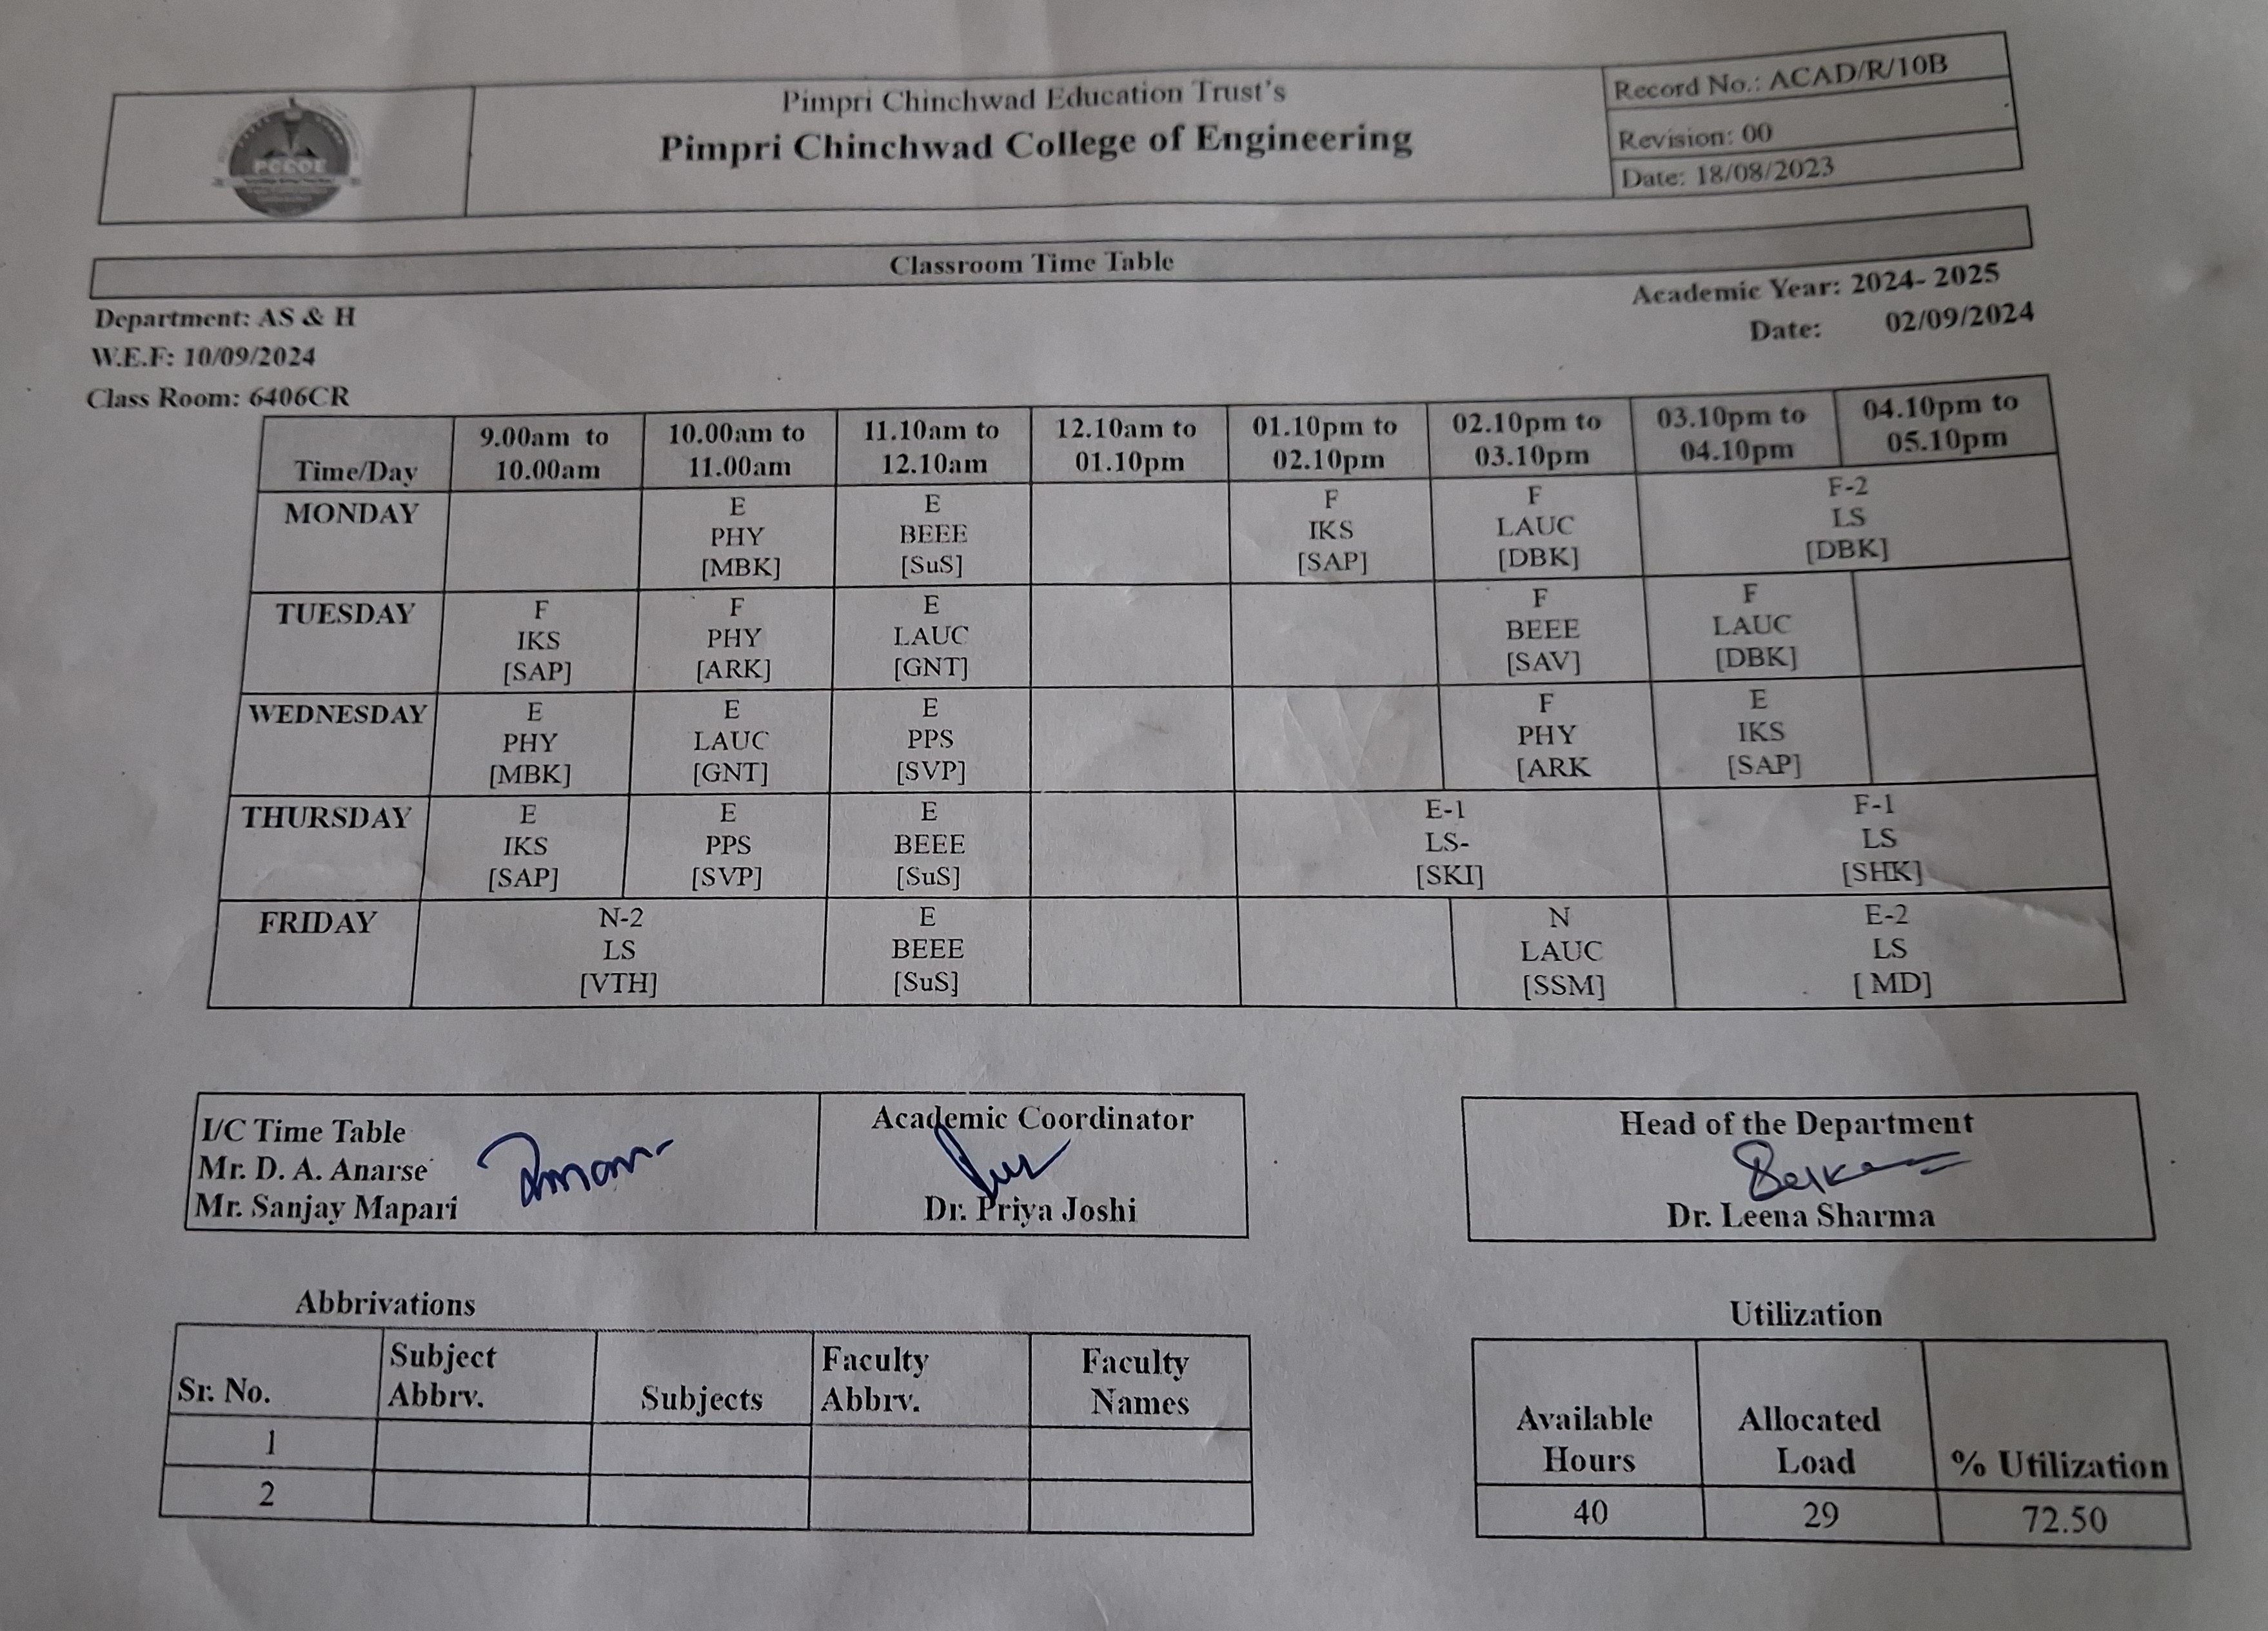 PCCOE
Pimpri Chinchwad Education Trust's
Pimpri Chinchwad College of Engineering
Record No.: ACAD/R/10B
Revision: 00
Date: 18/08/2023
Classroom Time Table
Department: AS & H
Academic Year: 2024- 2025
W.E.F: 10/09/2024
Date: 02/09/2024
Class Room: 6406CR
Time/Day
9.00am to
10.00am
10.00am to
11.00am
11.10am to
12.10am
12.10am to
01.10pm
01.10pm to
02.10pm
02.10pm to
03.10pm
03.10pm to
04.10pm
04.10pm to
05.10pm
MONDAY
E
PHY
[MBK]
E
BEEE
[SuS]
F
IKS
[SAP]
F
LAUC
[DBK]
F-2
LS
[DBK]
TUESDAY
F
IKS
[SAP]
F
PHY
[ARK]
E
LAUC
[GNT]
F
BEEE
[SAV]
F
LAUC
[DBK]
WEDNESDAY
E
PHY
[MBK]
E
LAUC
[GNT]
E
PPS
[SVP]
F
PHY
[ARK
E
IKS
[SAP]
THURSDAY
E
IKS
[SAP]
E
PPS
[SVP]
E
BEEE
[SuS]
E-1
LS-
[SKI]
F-1
LS
[SHK]
FRIDAY
N-2
LS
[VTH]
E
BEEE
[SuS]
N
LAUC
[SSM]
E-2
LS
[ MD]
I/C Time Table
Mr. D. A. Anarse
Mr. Sanjay Mapari
Academic Coordinator
Dr. Priya Joshi
Head of the Department
Dr. Leena Sharma
Abbrivations
Sr. No.
Subject
Abbrv.
Subjects
Faculty
Abbrv.
Faculty
Names
1
2
Utilization
Available
Hours
Allocated
Load
% Utilization
40
29
72.50